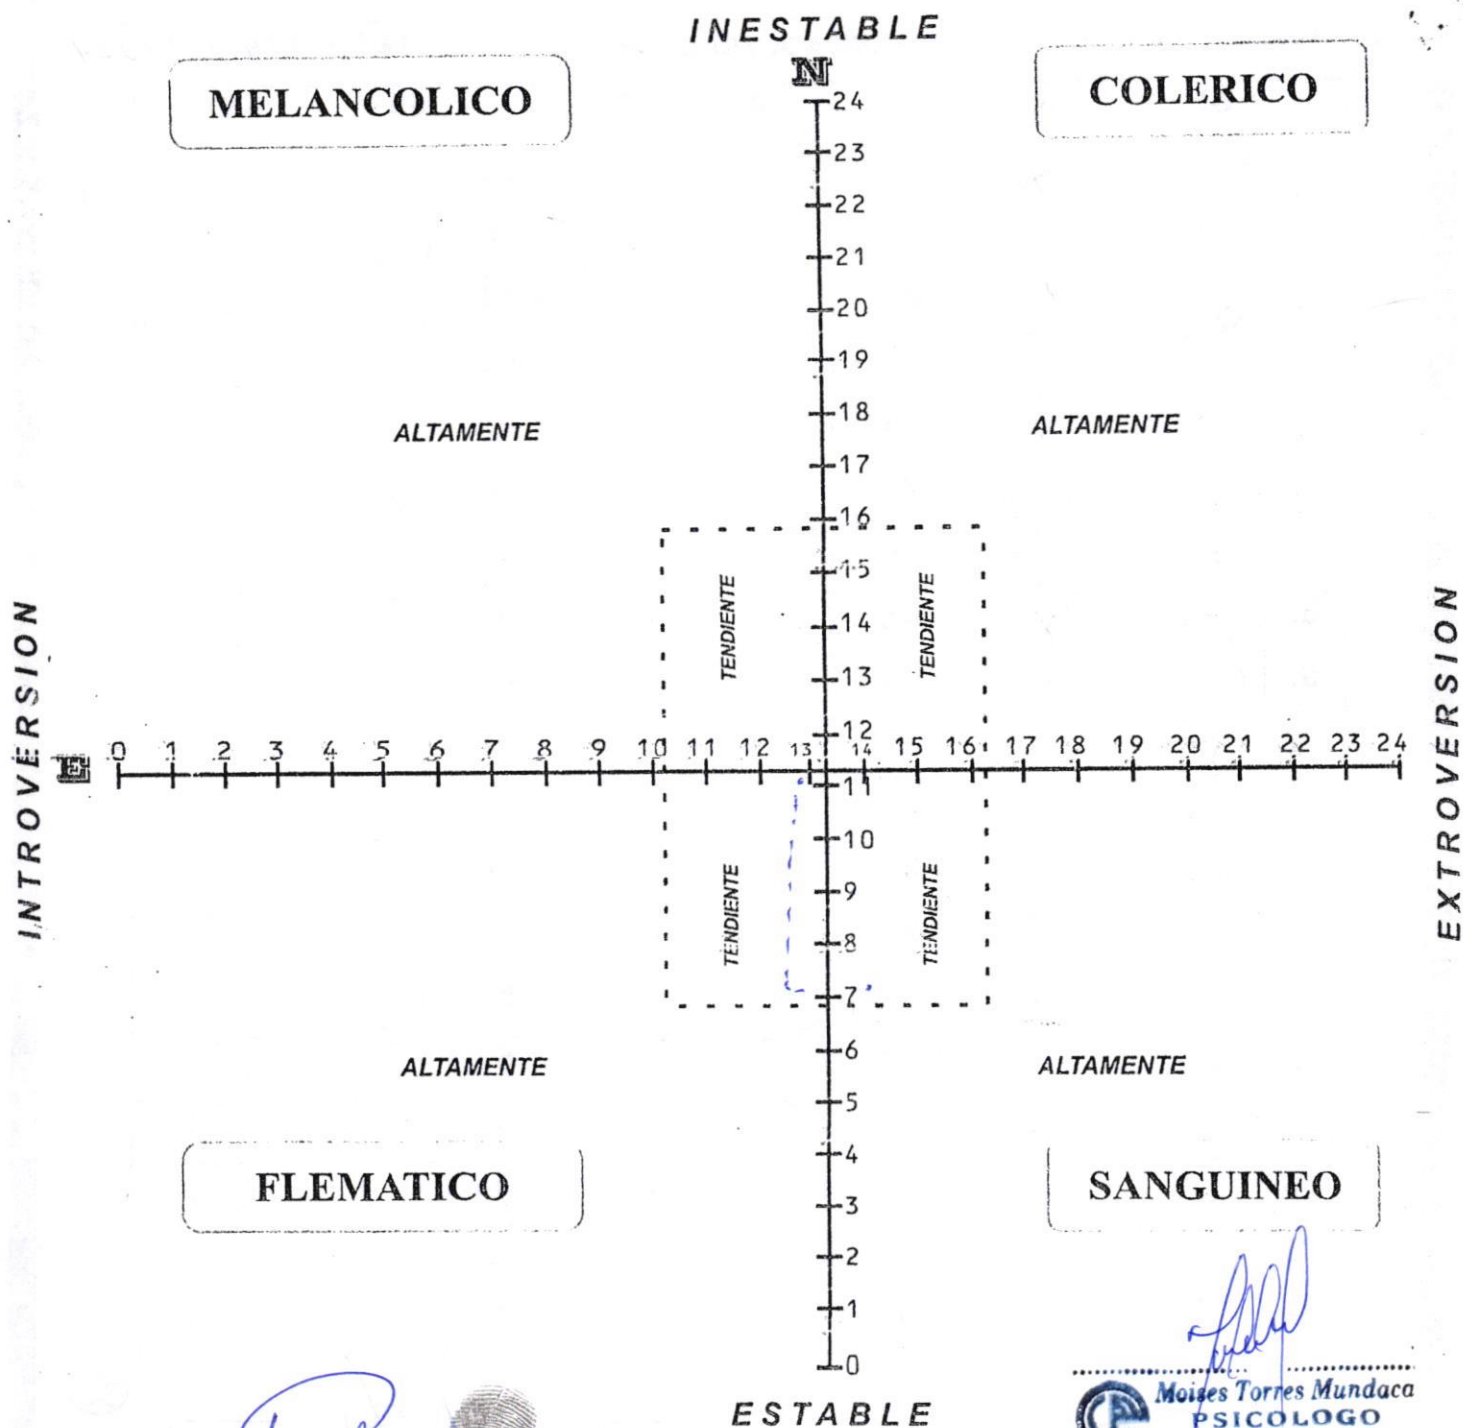 INESTABLE
N
MELANCOLICO
COLERICO
24
23
22
21
20
19
18
ALTAMENTE
ALTAMENTE
17
16
15
TENDIENTE
TENDIENTE
14
13
12
INTROVERSION
EXTROVERSION
E
0 1 2 3 4 5 6 7 8 9 10 11 12 13 14 15 16 17 18 19 20 21 22 23 24
11
10
9
TENDIENTE
TENDIENTE
8
7
6
ALTAMENTE
ALTAMENTE
5
4
FLEMATICO
SANGUINEO
3
2
1
0
Moises Torres Mundaca
PSICOLOGO
ESTABLE